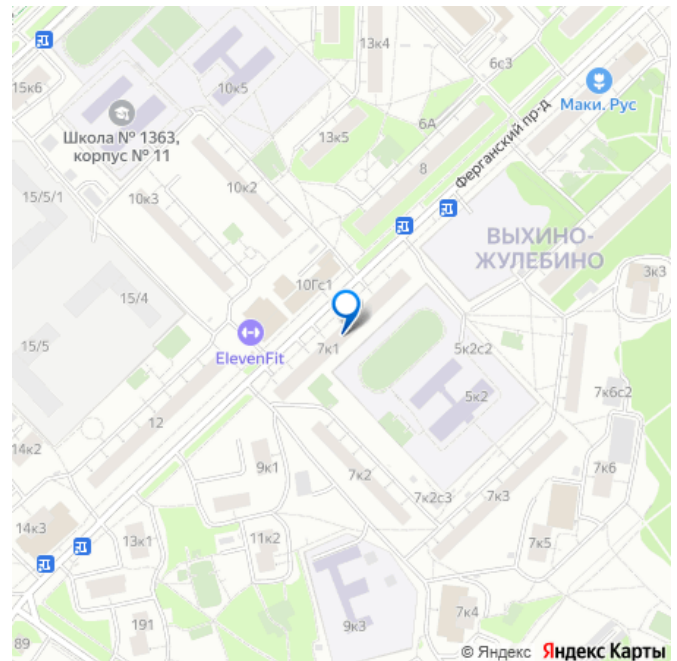 13к4
15к6
10к5
6с3
Маки. Рус
Школа № 1363,
корпус № 11
13к5
6А
Ферганский пр-д
8
10к2
10к3
15/5/1
ВЫХИНО-
ЖУЛЕБИНО
3к3
10Гс1
15/4
15/5
ElevenFit
7к1
5к2с2
5к2
7к6с2
12
14к2
9к1
7к2
7к2с3
7к3
7к6
14к3
13к1
11к2
7к5
191
9к3
7к4
89
© Яндекс Яндекс Карты